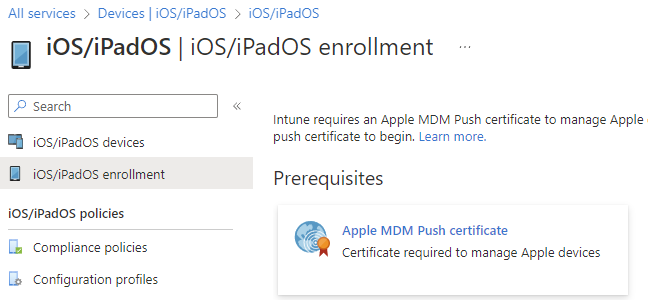 All services > Devices | iOS/iPadOS > iOS/iPadOS
iOS/iPadOS | iOS/iPadOS enrollment ...
Search
«
Intune requires an Apple MDM Push certificate to manage Apple
push certificate to begin. Learn more.
iOS/iPadOS devices
iOS/iPadOS enrollment
Prerequisites
iOS/iPadOS policies
Apple MDM Push certificate
Certificate required to manage Apple devices
Compliance policies
Configuration profiles